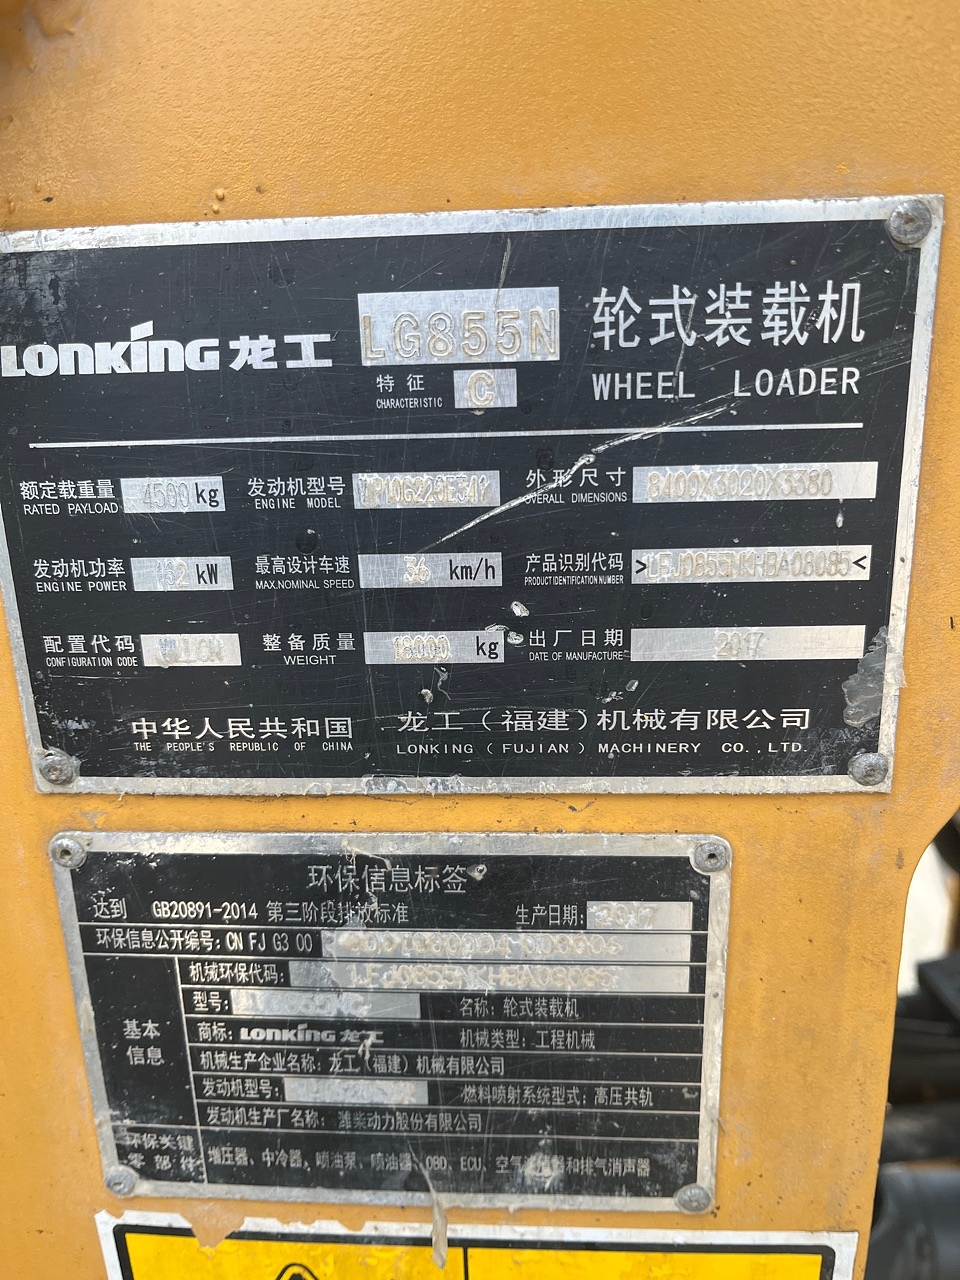 LONKING 龙工 LG855N 轮式装载机
特征 C
CHARACTERISTIC
WHEEL LOADER
额定载重量 4500 kg 发动机型号 外形尺寸 8400X3020X3380
RATED PAYLOAD ENGINE MODEL OVERALL DIMENSIONS
发动机功率 162 kW 最高设计车速 36 km/h 产品识别代码 >LFJ0855NKHBA08085<
ENGINE POWER MAX.NOMINAL SPEED PRODUCT IDENTIFICATION NUMBER
配置代码 整备质量 kg 出厂日期 2017
CONFIGURATION CODE WEIGHT DATE OF MANUFACTURE
中华人民共和国 龙工(福建)机械有限公司
THE PEOPLE'S REPUBLIC OF CHINA LONKING (FUJIAN) MACHINERY CO.,LTD.
环保信息标签
达到 GB20891-2014 第三阶段排放标准 生产日期: 2017
环保信息公开编号: CN FJ G3 00
机械环保代码: LFJ0855NKHBA08085
型号: 名称: 轮式装载机
基本信息 商标: LONKING 龙工 机械类型: 工程机械
机械生产企业名称: 龙工(福建)机械有限公司
发动机型号: 燃料喷射系统型式: 高压共轨
发动机生产厂名称: 潍柴动力股份有限公司
环保关键零部件 增压器、中冷器、喷油泵、喷油器、OBD、ECU、空气滤清器和排气消声器